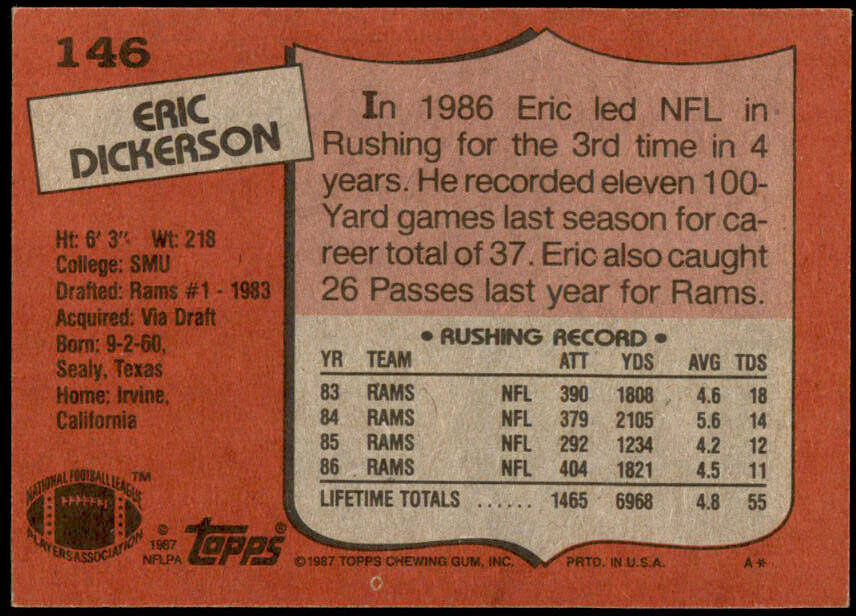 146
ERIC
DICKERSON
Ht: 6' 3" Wt: 218
College: SMU
Drafted: Rams #1 - 1983
Acquired: Via Draft
Born: 9-2-60,
Sealy, Texas
Home: Irvine,
California
In 1986 Eric led NFL in
Rushing for the 3rd time in 4
years. He recorded eleven 100-
Yard games last season for ca-
reer total of 37. Eric also caught
26 Passes last year for Rams.
• RUSHING RECORD •
YR TEAM ATT YDS AVG TDS
83 RAMS NFL 390 1808 4.6 18
84 RAMS NFL 379 2105 5.6 14
85 RAMS NFL 292 1234 4.2 12
86 RAMS NFL 404 1821 4.5 11
LIFETIME TOTALS ...... 1465 6968 4.8 55
NATIONAL FOOTBALL LEAGUE
PLAYERS ASSOCIATION
TM
©
1987
NFLPA
topps®
©1987 TOPPS CHEWING GUM, INC. PRTD. IN U.S.A. A*